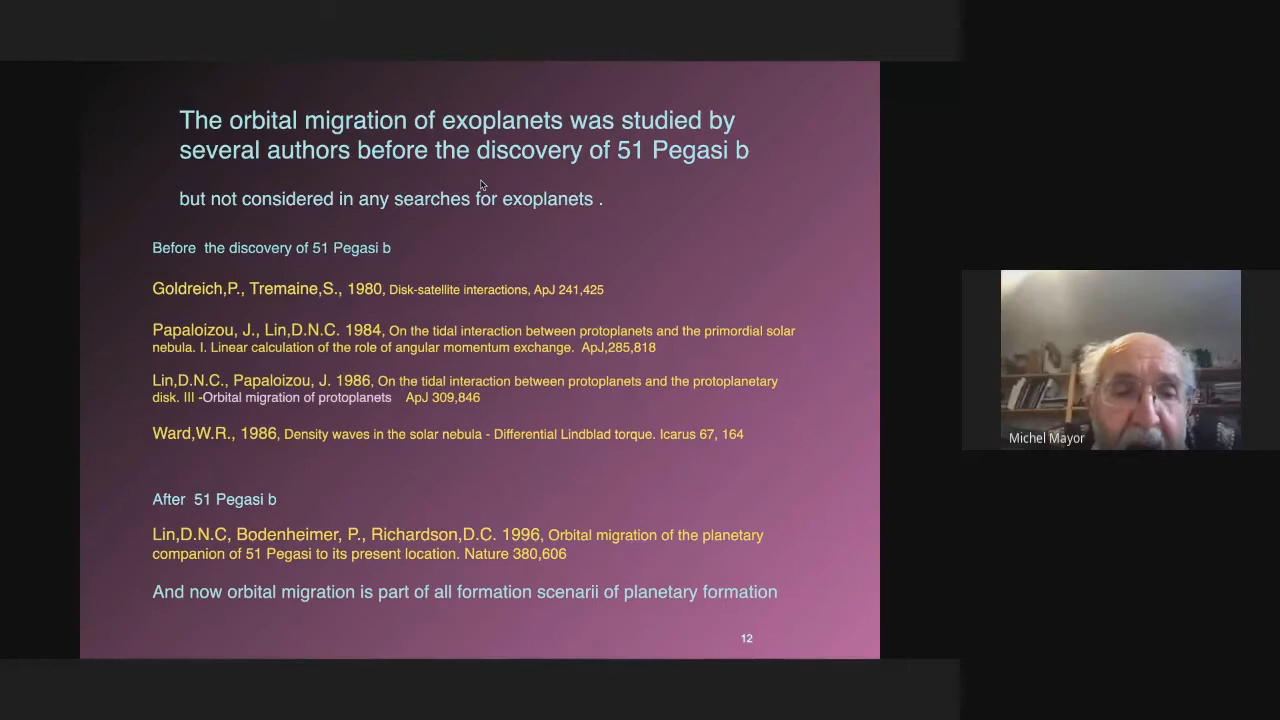 The orbital migration of exoplanets was studied by
several authors before the discovery of 51 Pegasi b
but not considered in any searches for exoplanets .
Before the discovery of 51 Pegasi b
Goldreich,P., Tremaine,S., 1980, Disk-satellite interactions, ApJ 241,425
Papaloizou, J., Lin,D.N.C. 1984, On the tidal interaction between protoplanets and the primordial solar
nebula. I. Linear calculation of the role of angular momentum exchange. ApJ,285,818
Lin,D.N.C., Papaloizou, J. 1986, On the tidal interaction between protoplanets and the protoplanetary
disk. III -Orbital migration of protoplanets ApJ 309,846
Ward,W.R., 1986, Density waves in the solar nebula - Differential Lindblad torque. Icarus 67, 164
After 51 Pegasi b
Lin,D.N.C, Bodenheimer, P., Richardson,D.C. 1996, Orbital migration of the planetary
companion of 51 Pegasi to its present location. Nature 380,606
And now orbital migration is part of all formation scenarii of planetary formation
12
Michel Mayor